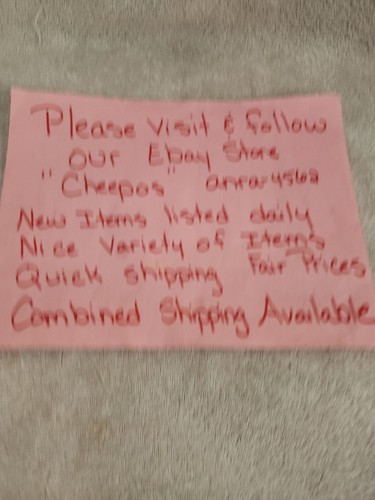 Please Visit & follow
our Ebay Store
"Cheepos"
New Items listed daily
Nice Variety of Items
Quick shipping Fair Prices
Combined Shipping Available